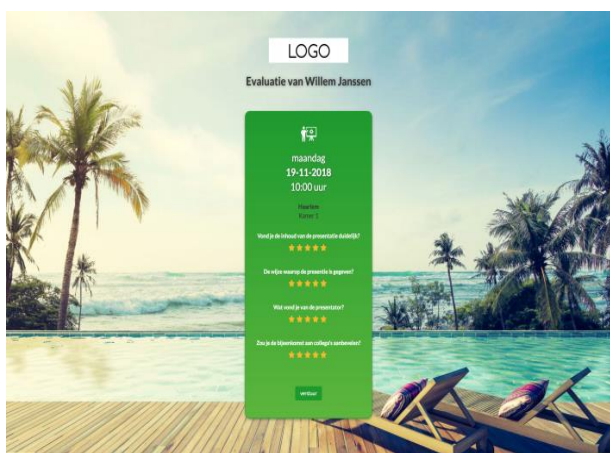 LOGO
Evaluatie van Willem Janssen
maandag
19-11-2018
10:00 uur
Haarlem
Kamer 1
Vond je de inhoud van de presentatie duidelijk?
De wijze waarop de presentie is gegeven?
Wat vond je van de presentator?
Zou je de bijeenkomst aan collega's aanbevelen?
verstuur